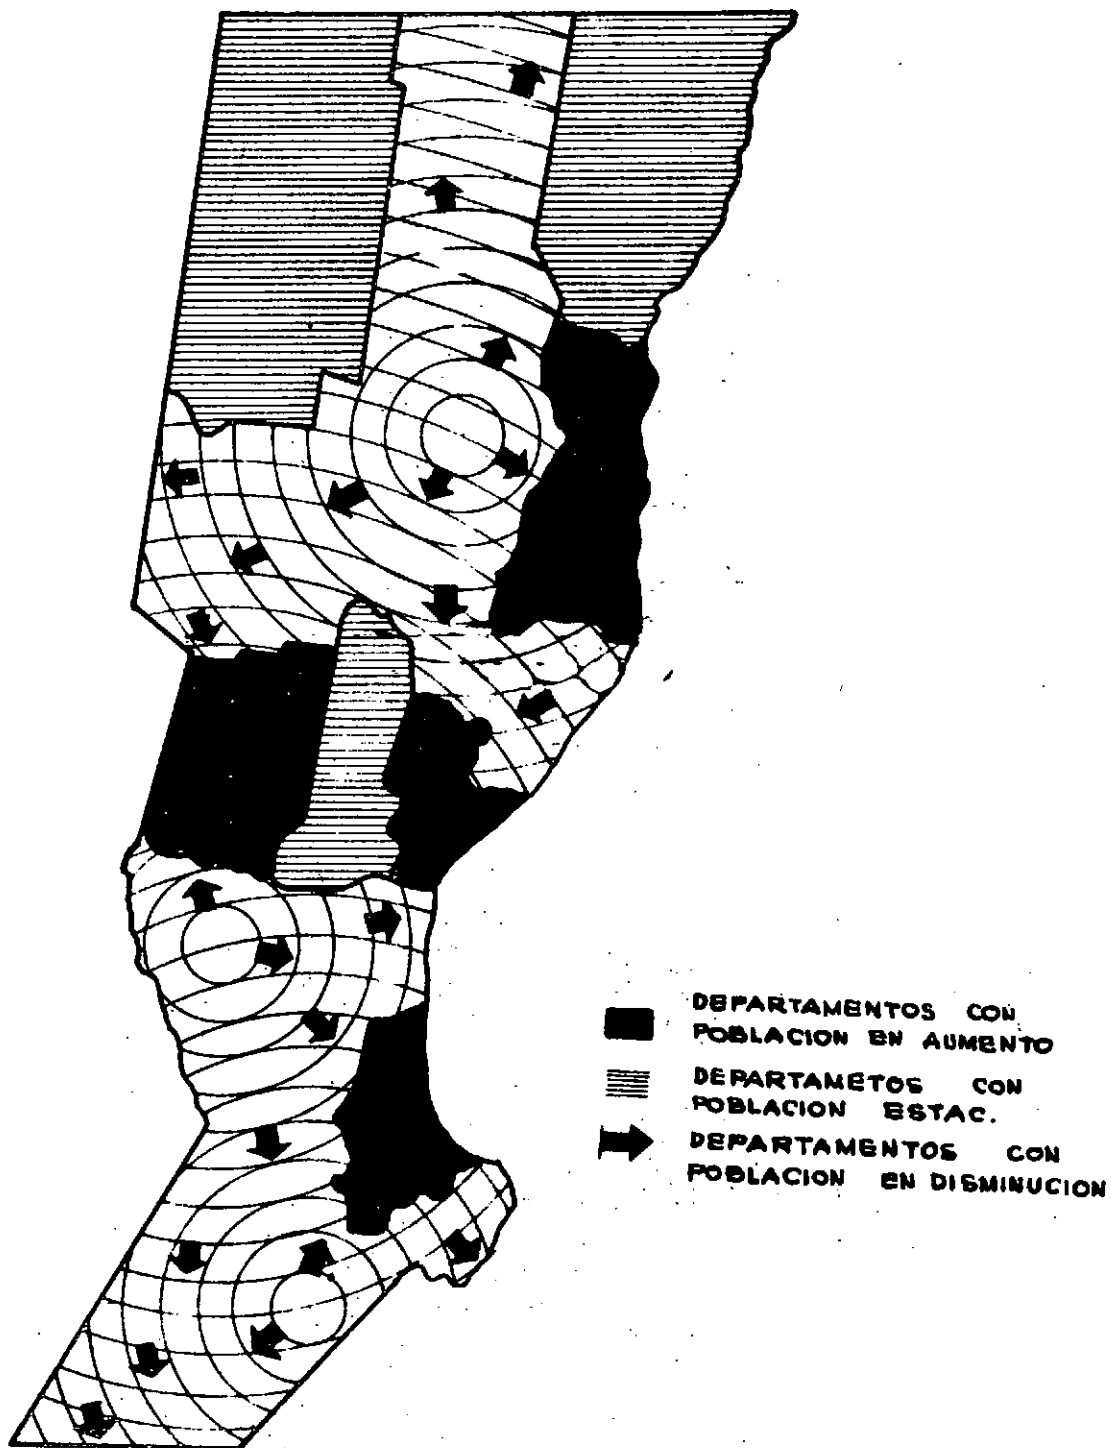 DEPARTAMENTOS CON
POBLACION EN AUMENTO
DEPARTAMETOS CON
POBLACION ESTAC.
DEPARTAMENTOS CON
POBLACION EN DISMINUCION